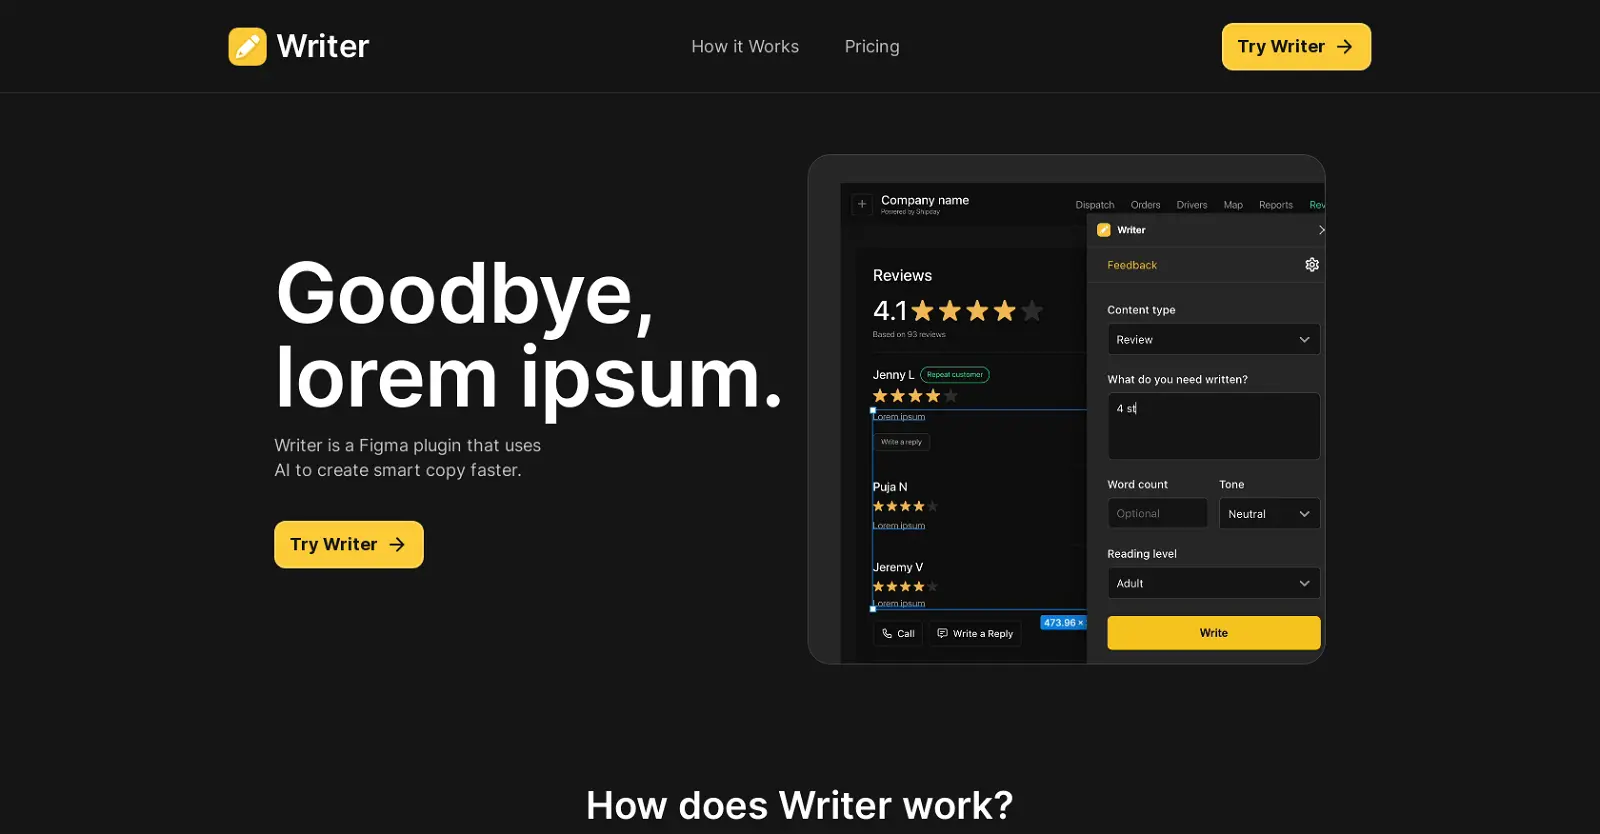 Writer
How it Works
Pricing
Try Writer
Goodbye,
lorem ipsum.
Writer is a Figma plugin that uses
AI to create smart copy faster.
Try Writer
Company name
Powered by Shipday
Dispatch Orders Drivers Map Reports Rev
Reviews
4.1
Based on 93 reviews
Jenny L Repeat customer
Lorem ipsum
Write a reply
Puja N
Lorem ipsum
Jeremy V
Lorem ipsum
Call
Write a Reply
473.96 ×
Writer
Feedback
Content type
Review
What do you need written?
4 st
Word count
Tone
Optional
Neutral
Reading level
Adult
Write
How does Writer work?